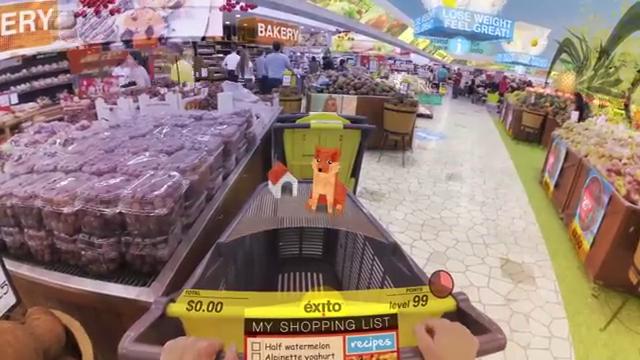 ERY
BAKERY
LOSE WEIGHT
FEEL GREAT!
TOTAL
$0.00
éxito
POINTS
level 99
MY SHOPPING LIST
Half watermelon
Alpinette yoghurt
recipes